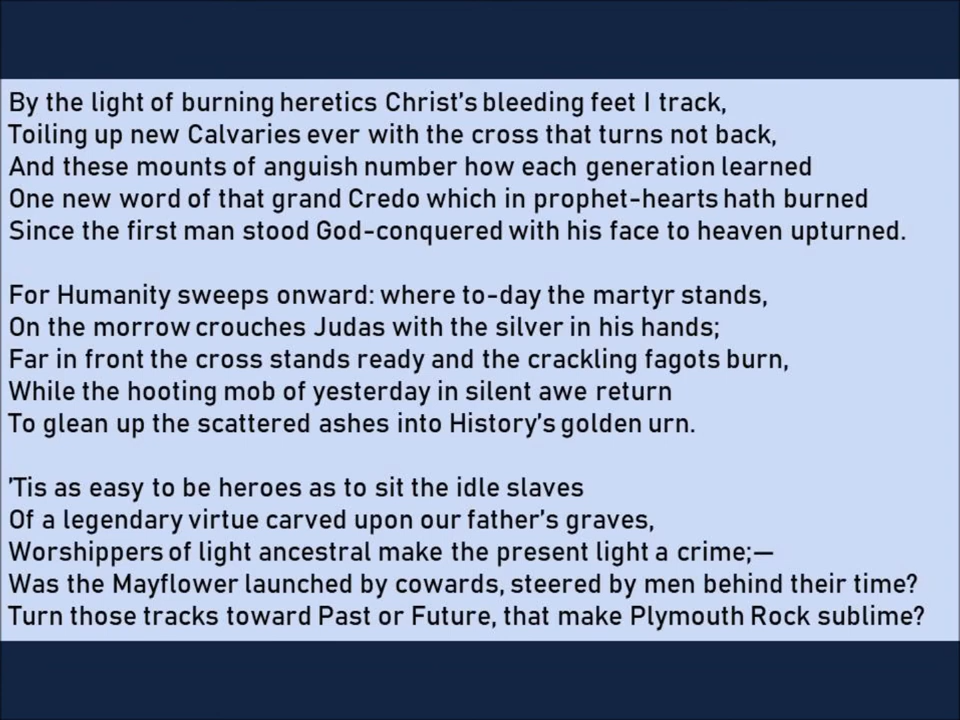 By the light of burning heretics Christ's bleeding feet I track,
Toiling up new Calvaries ever with the cross that turns not back,
And these mounts of anguish number how each generation learned
One new word of that grand Credo which in prophet-hearts hath burned
Since the first man stood God-conquered with his face to heaven upturned.
For Humanity sweeps onward: where to-day the martyr stands,
On the morrow crouches Judas with the silver in his hands;
Far in front the cross stands ready and the crackling fagots burn,
While the hooting mob of yesterday in silent awe return
To glean up the scattered ashes into History's golden urn.
'Tis as easy to be heroes as to sit the idle slaves
Of a legendary virtue carved upon our father's graves,
Worshippers of light ancestral make the present light a crime;—
Was the Mayflower launched by cowards, steered by men behind their time?
Turn those tracks toward Past or Future, that make Plymouth Rock sublime?